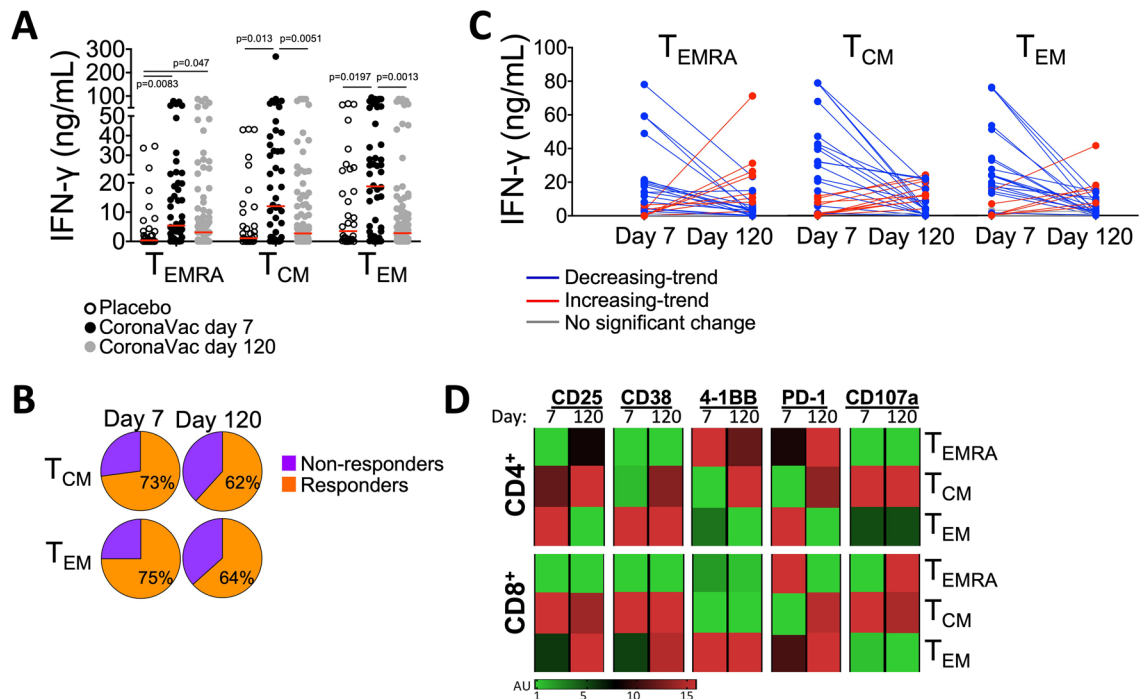 A
IFN-γ (ng/mL)
300
200
100
50
40
30
20
10
0
p=0.047
p=0.0083
p=0.013 p=0.0051
p=0.0197 p=0.0013
TEMRA TCM TEM
Placebo
CoronaVac day 7
CoronaVac day 120
B
Day 7 Day 120
TCM 73% 62%
TEM 75% 64%
Non-responders
Responders
C
TEMRA TCM TEM
IFN-γ (ng/mL)
100
80
60
40
20
0
Day 7 Day 120 Day 7 Day 120 Day 7 Day 120
Decreasing-trend
Increasing-trend
No significant change
D
CD25 CD38 4-1BB PD-1 CD107a
Day: 7 120 7 120 7 120 7 120 7 120
CD4+
TEMRA
TCM
TEM
CD8+
TEMRA
TCM
TEM
AU
1 5 10 15